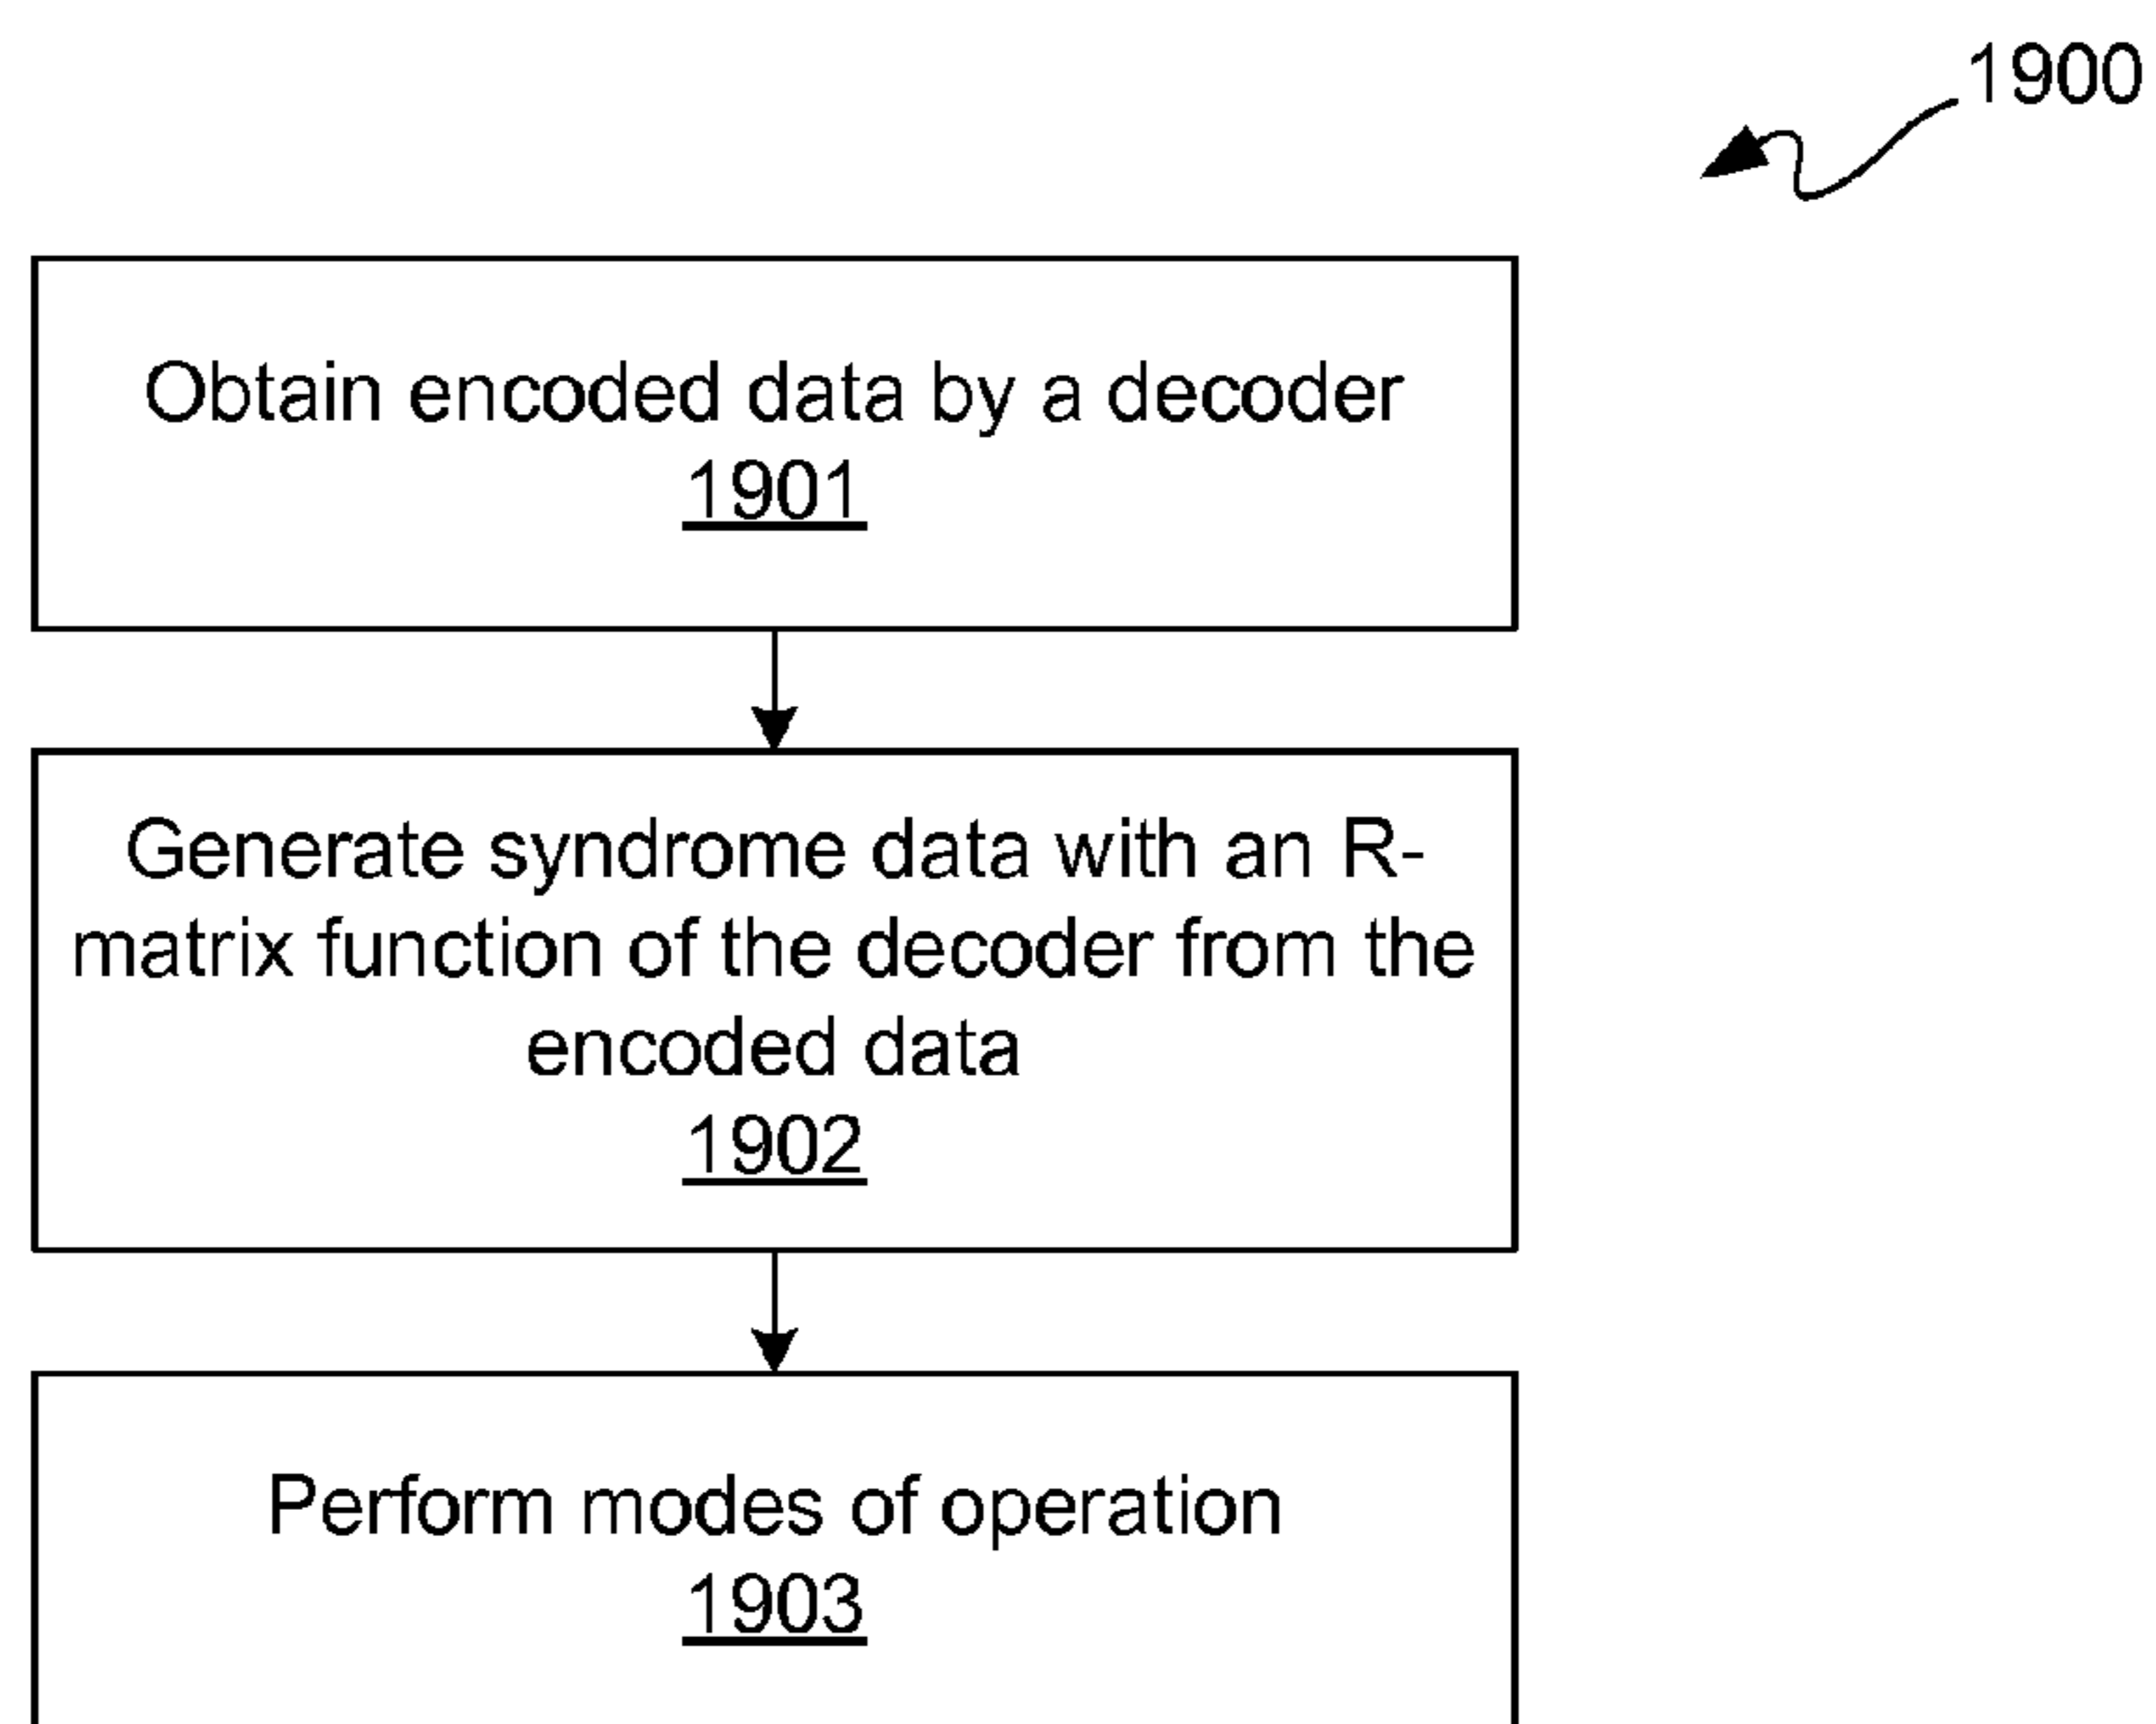 1900
Obtain encoded data by a decoder
1901
Generate syndrome data with an R-
matrix function of the decoder from the
encoded data
1902
Perform modes of operation
1903